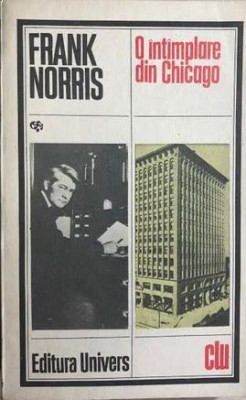 FRANK
NORRIS
O întîmplare
din Chicago
Editura Univers
clu